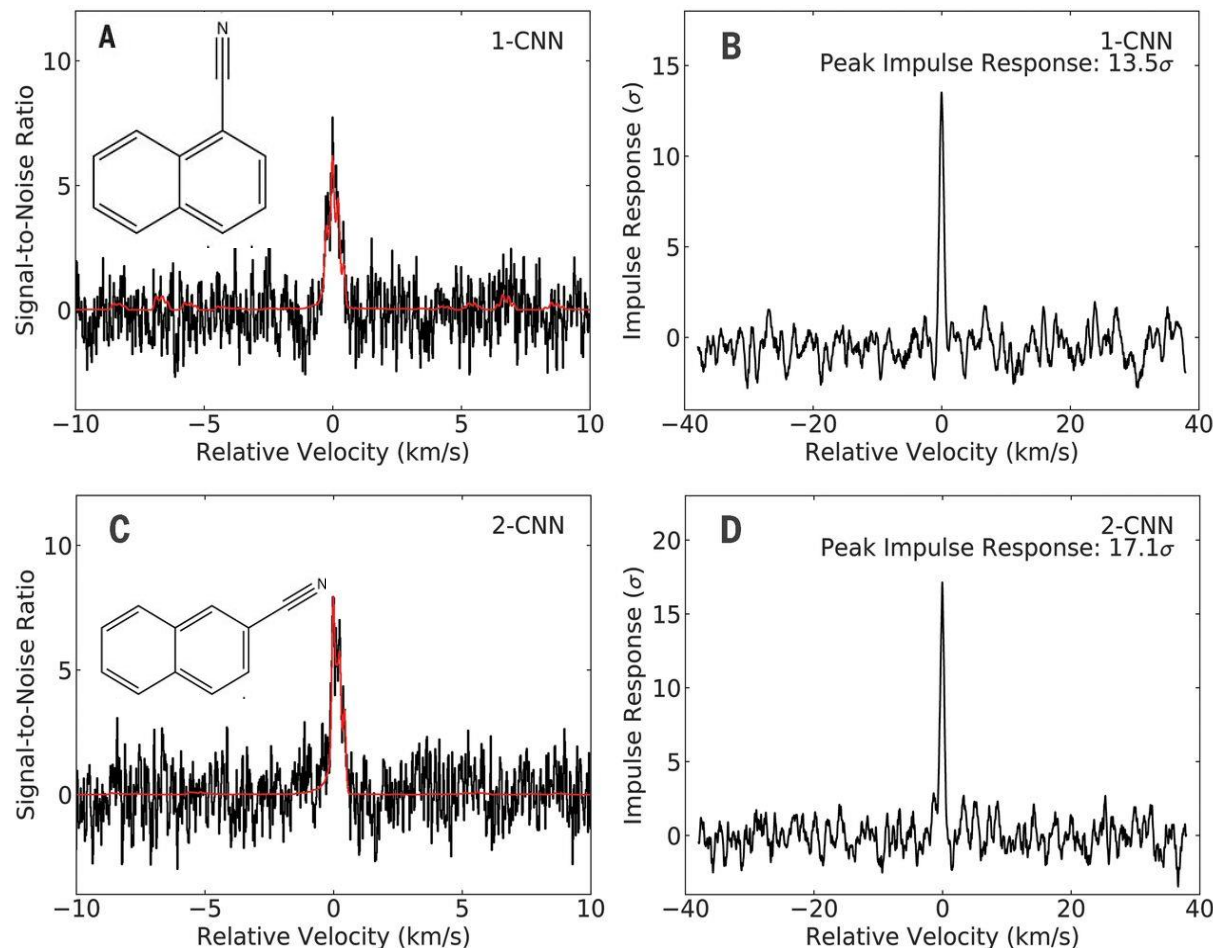 A
N
1-CNN
10
5
0
Signal-to-Noise Ratio
−10
−5
0
5
10
Relative Velocity (km/s)
B
1-CNN
Peak Impulse Response: 13.5σ
15
10
5
0
Impulse Response (σ)
−40
−20
0
20
40
Relative Velocity (km/s)
C
N
2-CNN
10
5
0
Signal-to-Noise Ratio
−10
−5
0
5
10
Relative Velocity (km/s)
D
2-CNN
Peak Impulse Response: 17.1σ
20
15
10
5
0
Impulse Response (σ)
−40
−20
0
20
40
Relative Velocity (km/s)